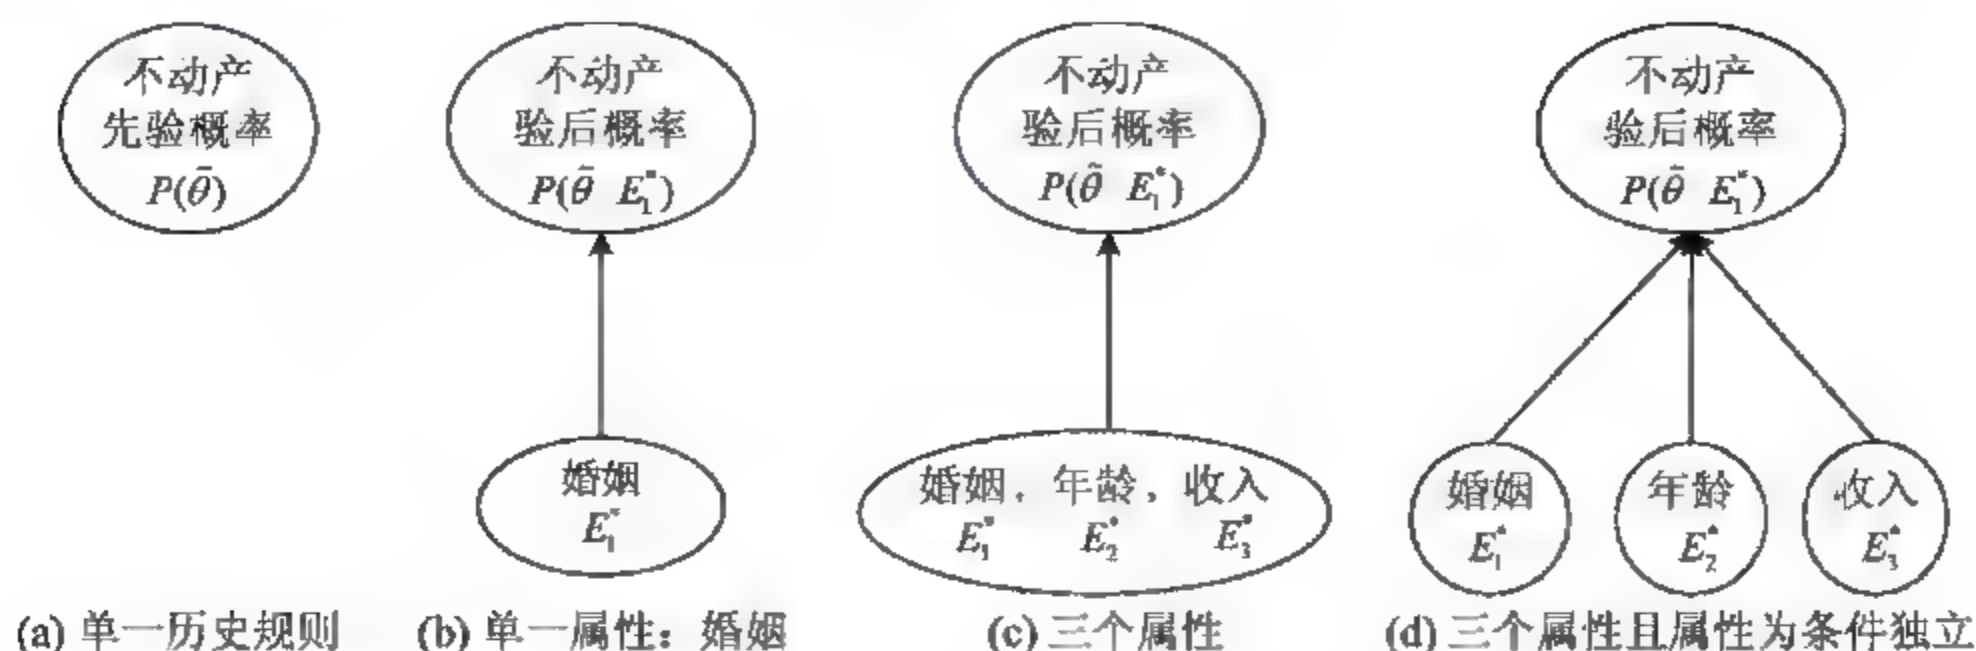 不动产
先验概率
P(θ̃)
不动产
验后概率
P(θ̃ E₁*)
婚姻
E₁*
不动产
验后概率
P(θ̃ E₁*)
婚姻，年龄，收入
E₁* E₂* E₃*
不动产
验后概率
P(θ̃ E₁*)
婚姻
E₁*
年龄
E₂*
收入
E₃*
(a) 单一历史规则
(b) 单一属性：婚姻
(c) 三个属性
(d) 三个属性且属性为条件独立